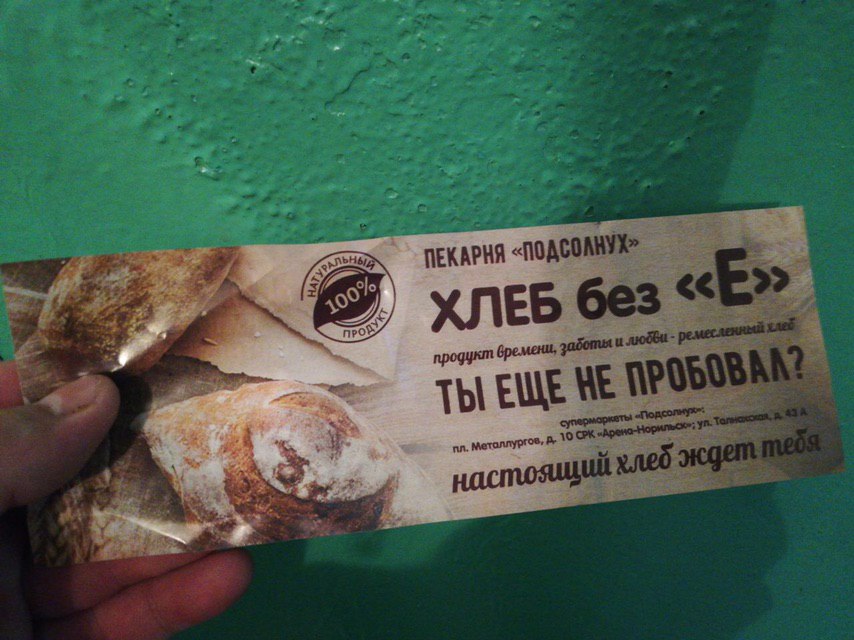 НАТУРАЛЬНЫЙ
100%
ПРОДУКТ
ПЕКАРНЯ «ПОДСОЛНУХ»
ХЛЕБ без «Е»
продукт времени, заботы и любви - ремесленный хлеб
ТЫ ЕЩЕ НЕ ПРОБОВАЛ?
супермаркеты «Подсолнух»:
пл. Металлургов, д. 10 СРК «Арена-Норильск»; ул. Талнахская, д. 43 А
настоящий хлеб ждет тебя